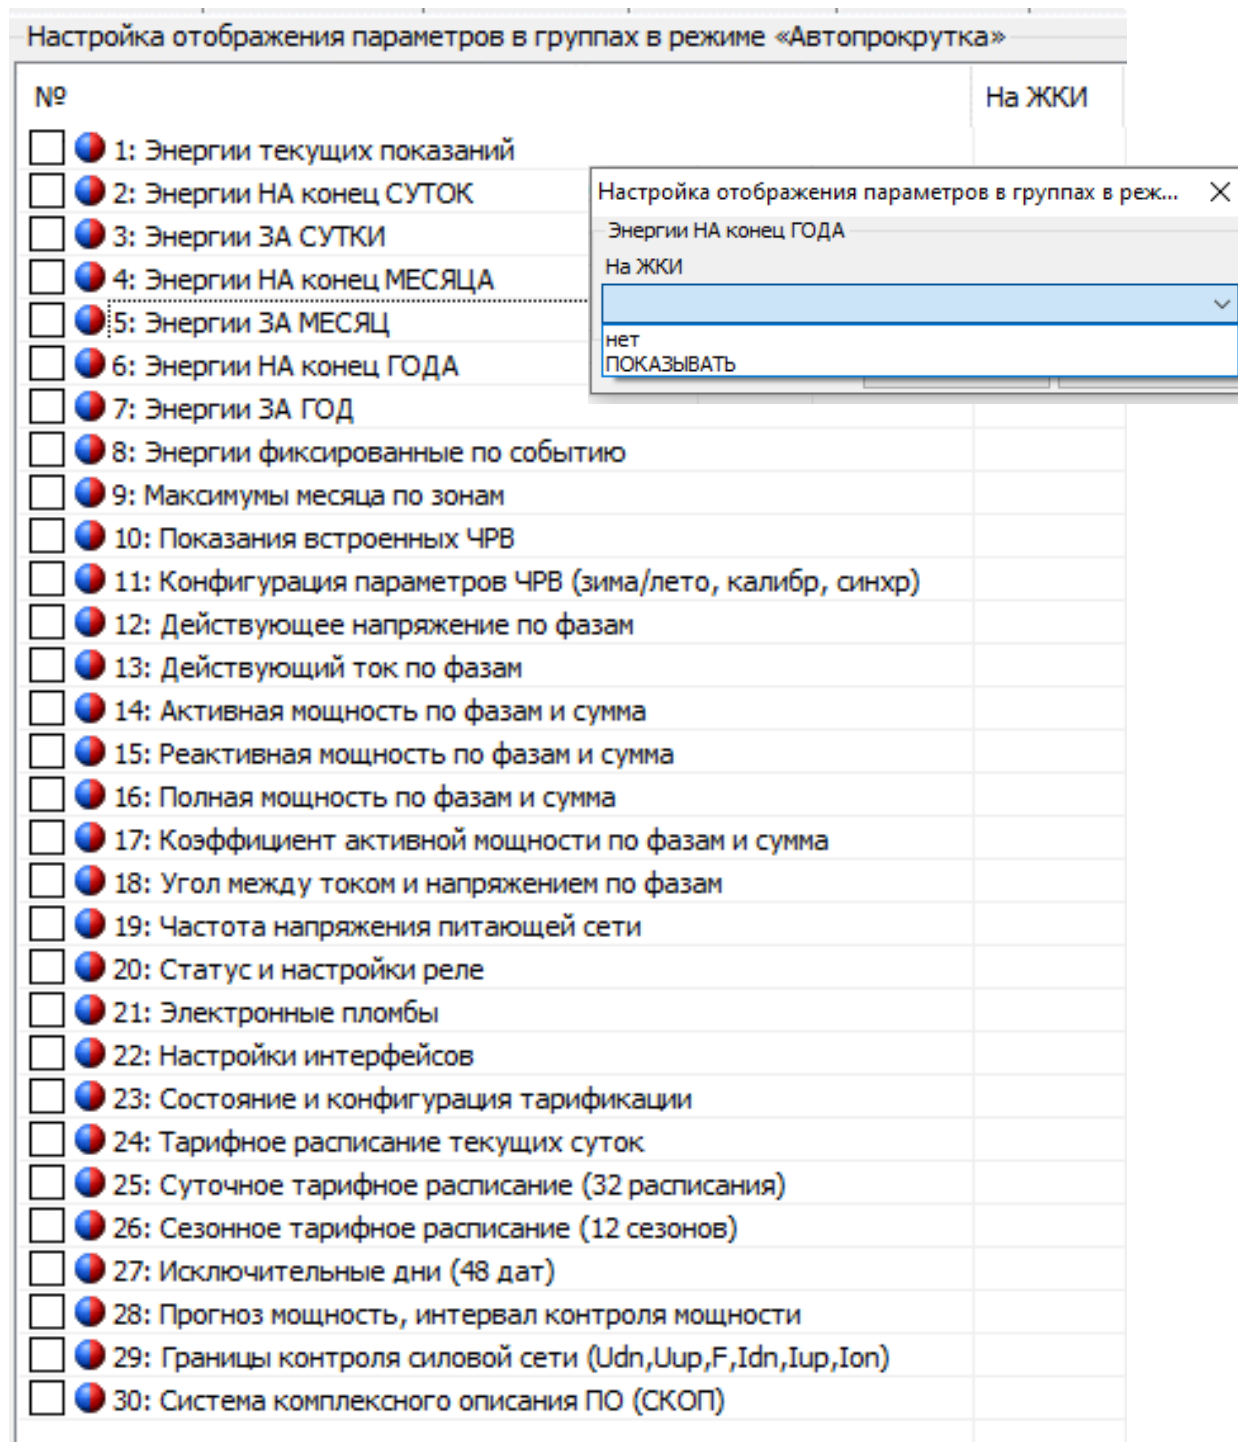 Настройка отображения параметров в группах в режиме «Автопрокрутка»
№
На ЖКИ
1: Энергии текущих показаний
2: Энергии НА конец СУТОК
3: Энергии ЗА СУТКИ
4: Энергии НА конец МЕСЯЦА
5: Энергии ЗА МЕСЯЦ
6: Энергии НА конец ГОДА
7: Энергии ЗА ГОД
8: Энергии фиксированные по событию
9: Максимумы месяца по зонам
10: Показания встроенных ЧРВ
11: Конфигурация параметров ЧРВ (зима/лето, калибр, синхр)
12: Действующее напряжение по фазам
13: Действующий ток по фазам
14: Активная мощность по фазам и сумма
15: Реактивная мощность по фазам и сумма
16: Полная мощность по фазам и сумма
17: Коэффициент активной мощности по фазам и сумма
18: Угол между током и напряжением по фазам
19: Частота напряжения питающей сети
20: Статус и настройки реле
21: Электронные пломбы
22: Настройки интерфейсов
23: Состояние и конфигурация тарификации
24: Тарифное расписание текущих суток
25: Суточное тарифное расписание (32 расписания)
26: Сезонное тарифное расписание (12 сезонов)
27: Исключительные дни (48 дат)
28: Прогноз мощность, интервал контроля мощности
29: Границы контроля силовой сети (Udn,Uup,F,Idn,Iup,Ion)
30: Система комплексного описания ПО (СКОП)
Настройка отображения параметров в группах в реж...
Энергии НА конец ГОДА
На ЖКИ
нет
ПОКАЗЫВАТЬ